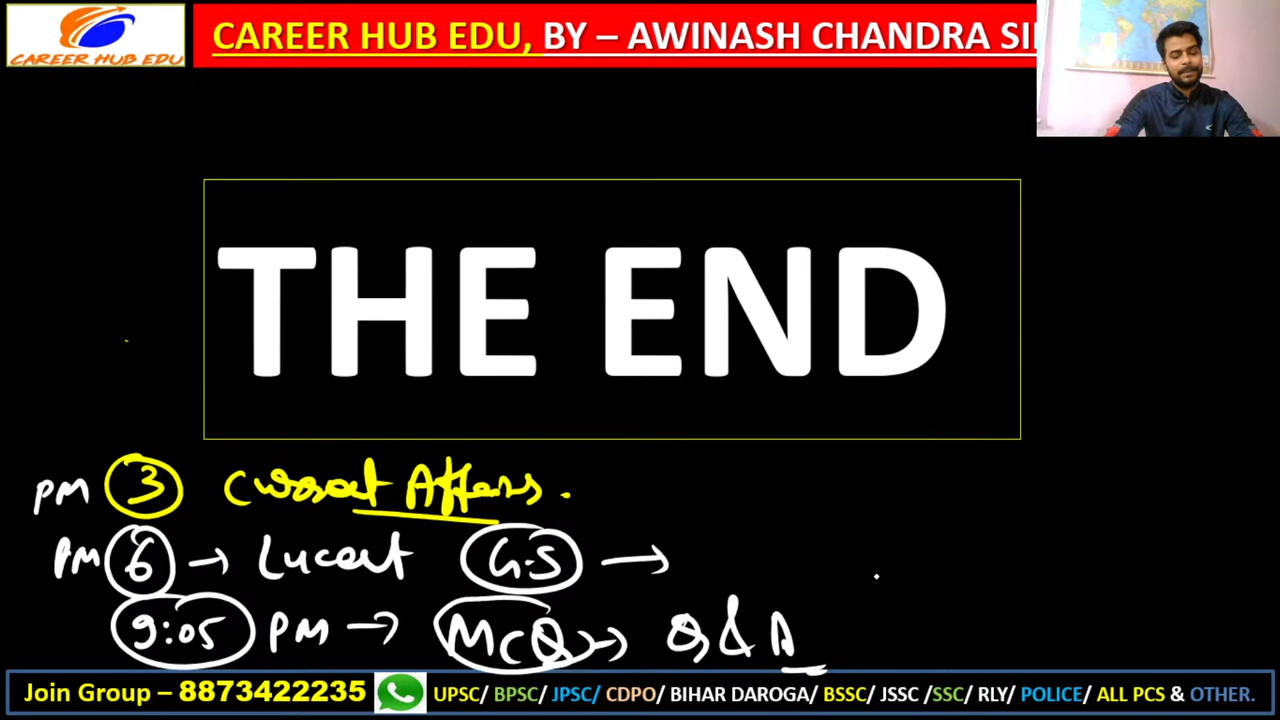 CAREER HUB EDU
CAREER HUB EDU, BY – AWINASH CHANDRA SI
THE END
PM 3 Current Affairs.
PM 6 → Lucent G.S →
9:05 PM → MCQ → Q & A
Join Group – 8873422235 UPSC/ BPSC/ JPSC/ CDPO/ BIHAR DAROGA/ BSSC/ JSSC /SSC/ RLY/ POLICE/ ALL PCS & OTHER.